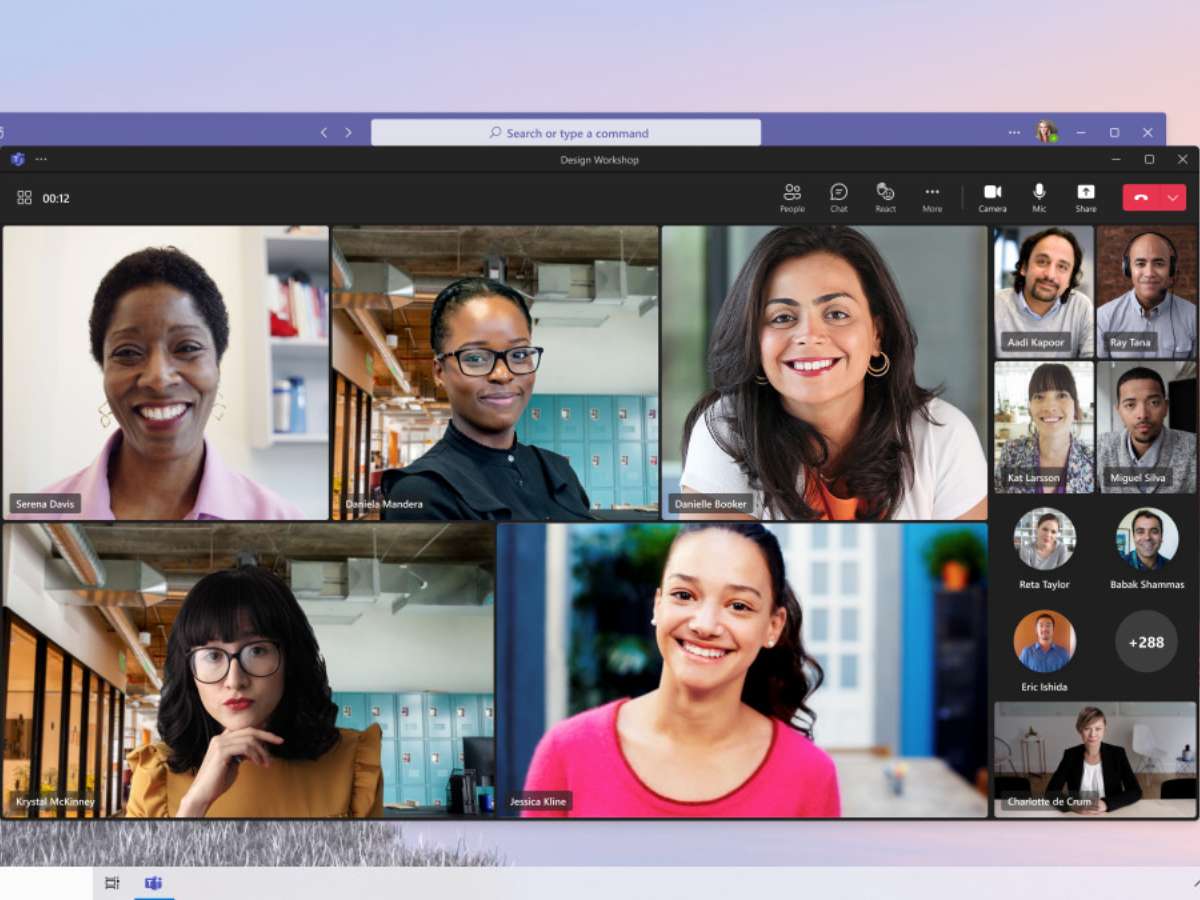 Search or type a command
Design Workshop
00:12
People
Chat
React
More
Camera
Mic
Share
Serena Davis
Daniela Mandera
Danielle Booker
Aadi Kapoor
Ray Tana
Kat Larsson
Miguel Silva
Reta Taylor
Babak Shammas
Eric Ishida
+288
Krystal McKinney
Jessica Kline
Charlotte de Crum